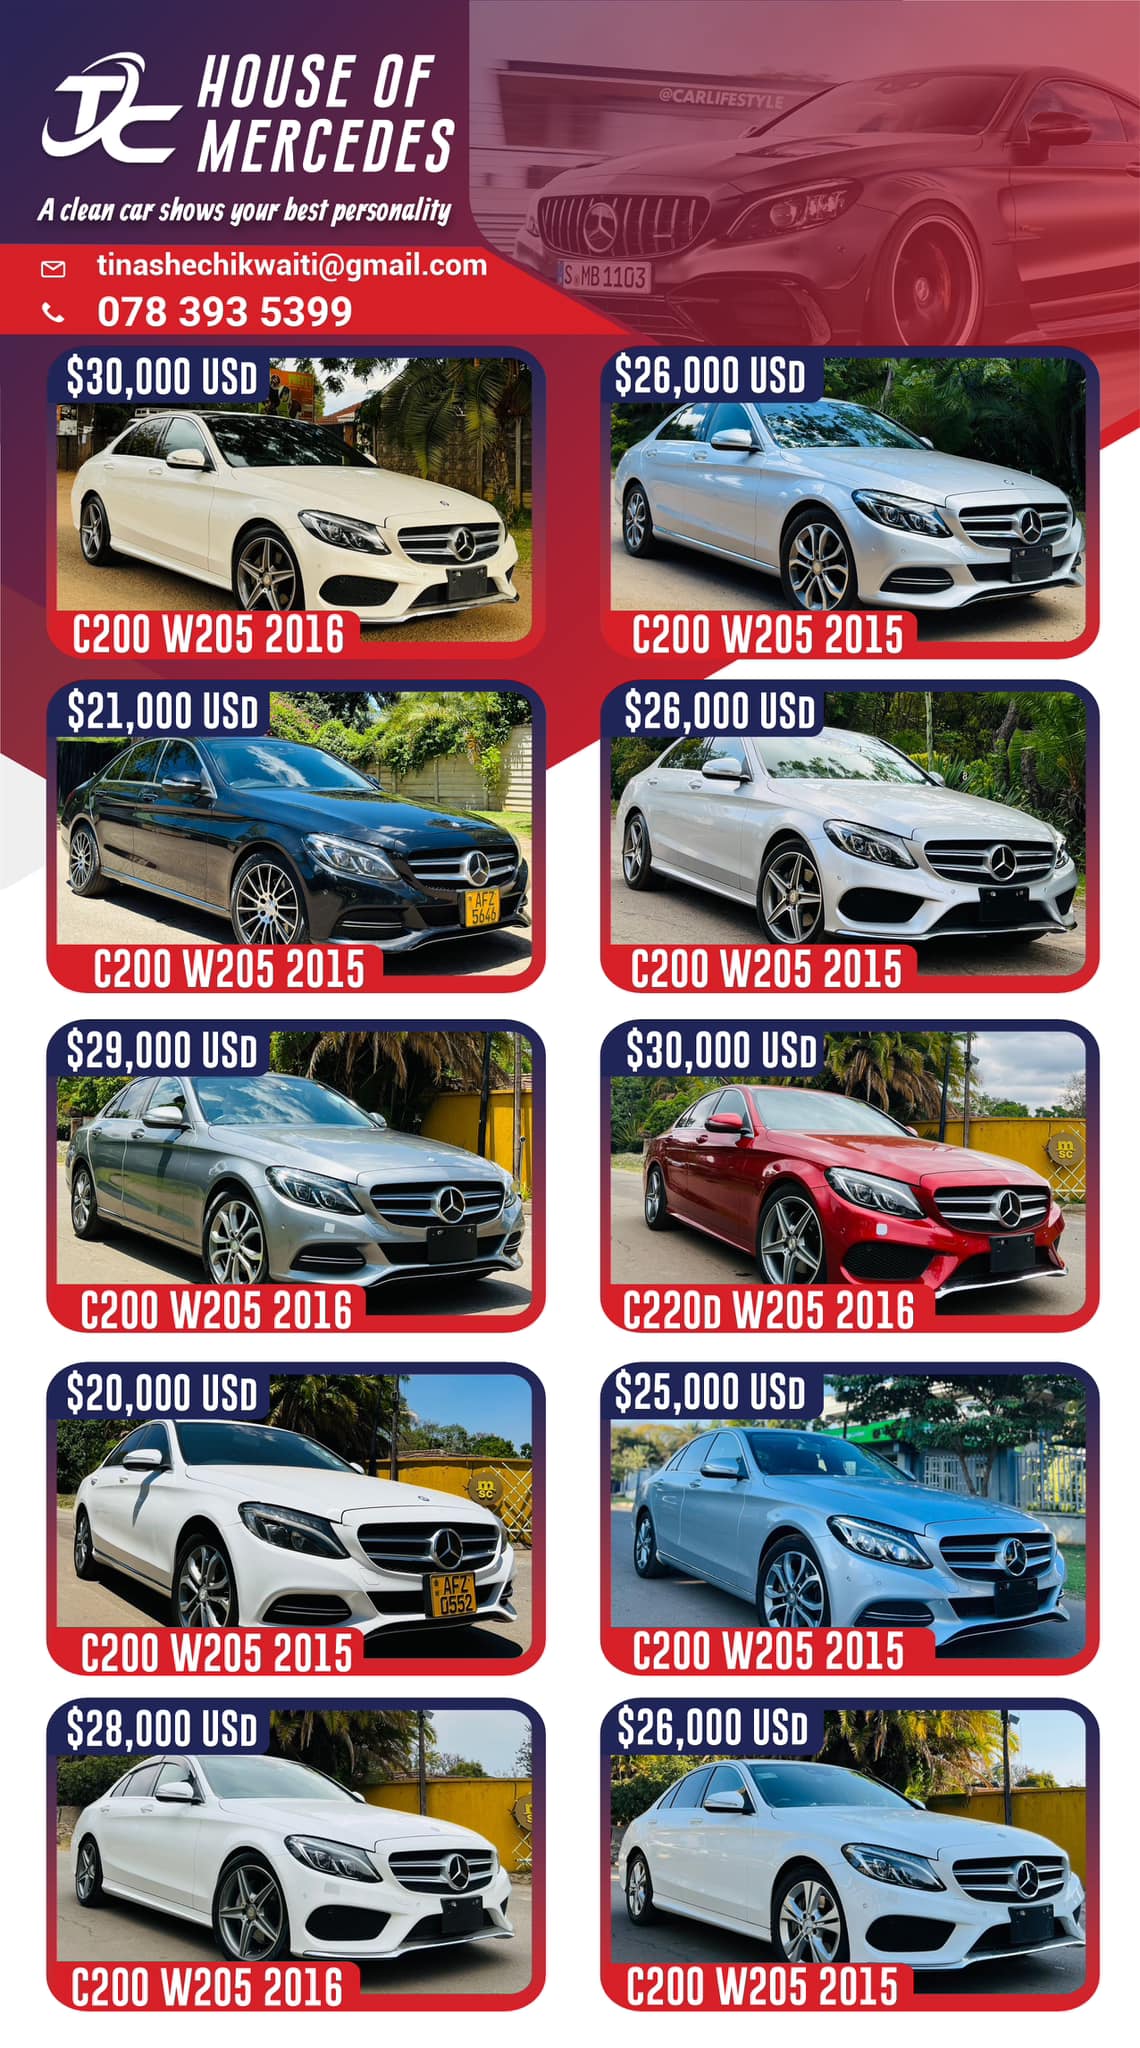 TC
HOUSE OF
MERCEDES
A clean car shows your best personality
tinashechikwaiti@gmail.com
078 393 5399
@CARLIFESTYLE
S MB 1103
$30,000 USD
C200 W205 2016
$26,000 USD
C200 W205 2015
$21,000 USD
AFZ
5646
C200 W205 2015
$26,000 USD
C200 W205 2015
$29,000 USD
C200 W205 2016
$30,000 USD
m
SC
C220D W205 2016
$20,000 USD
m
SC
AFZ
0552
C200 W205 2015
$25,000 USD
C200 W205 2015
$28,000 USD
C200 W205 2016
$26,000 USD
C200 W205 2015